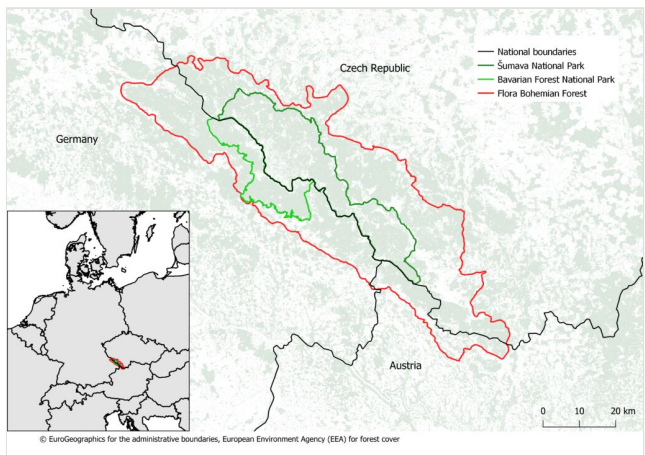 Czech Republic
National boundaries
Šumava National Park
Bavarian Forest National Park
Flora Bohemian Forest
Germany
Austria
0 10 20 km
© EuroGeographics for the administrative boundaries, European Environment Agency (EEA) for forest cover